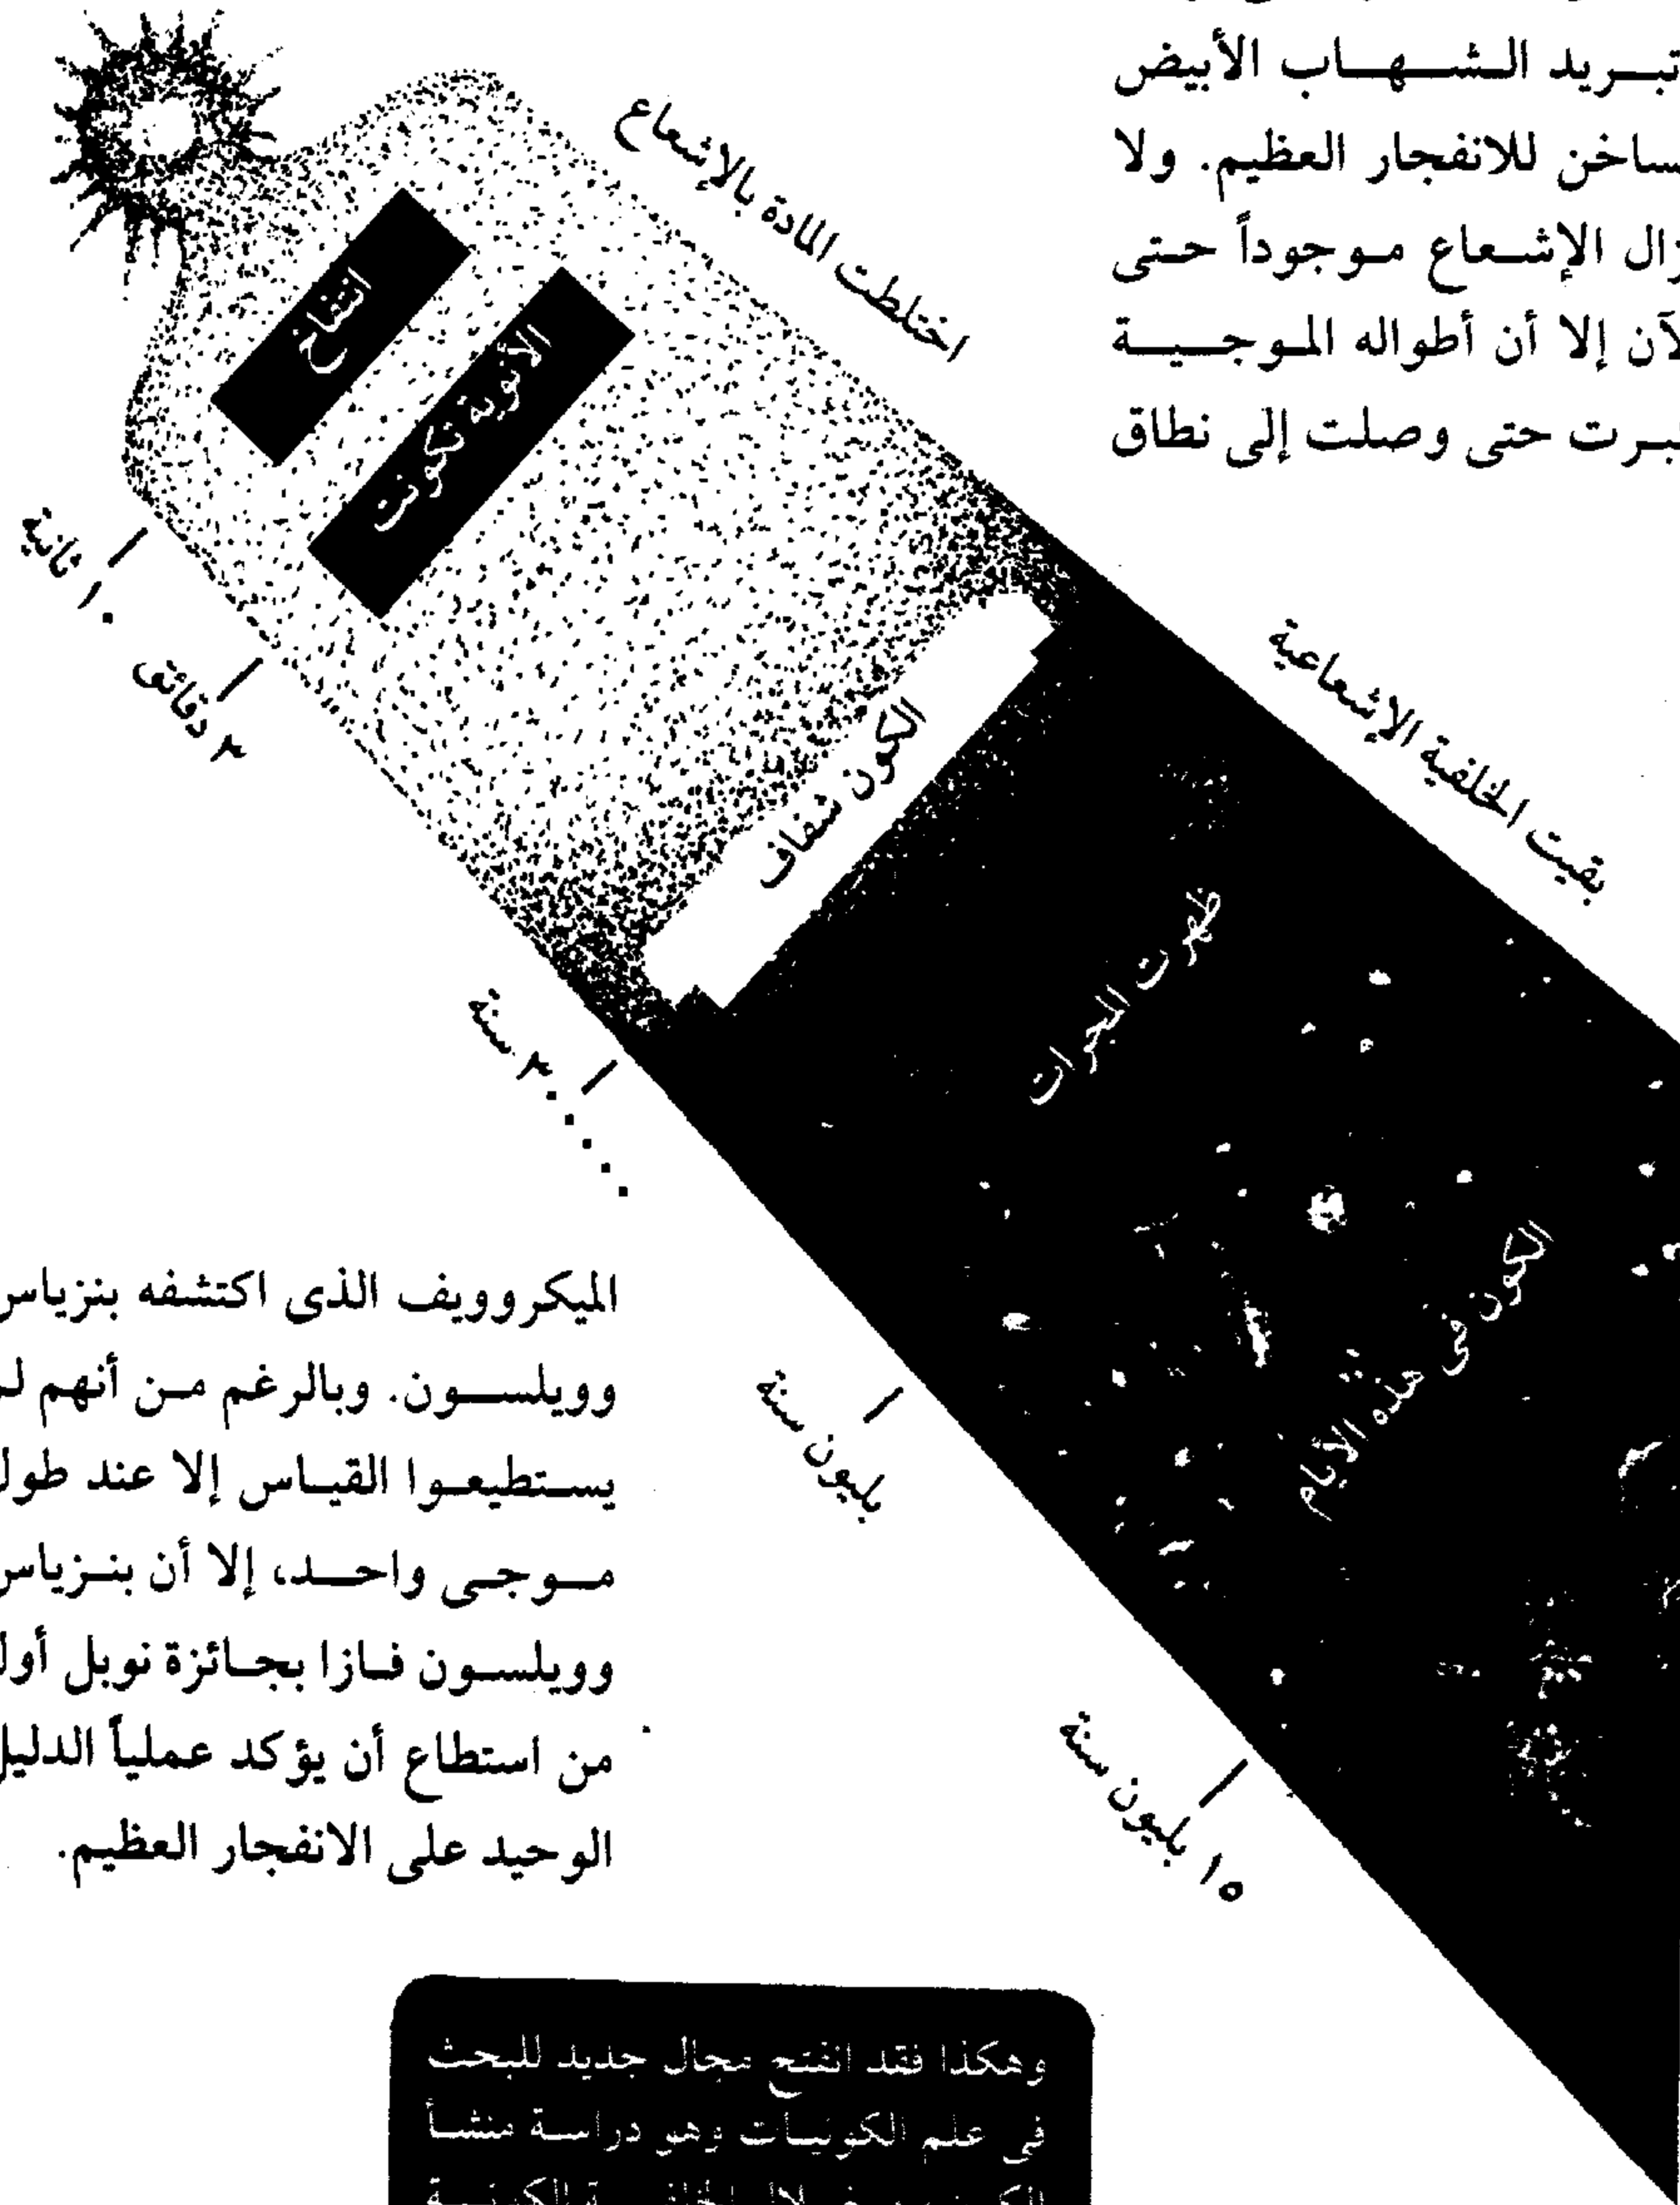 تبريد الشهاب الأبيض
ساخن للانفجار العظيم. ولا
زال الإشعاع موجوداً حتى
لآن إلا أن أطواله الموجية
برت حتى وصلت إلى نطاق
اختلطت المادة بالإشعاع
انتفاخ
الأنوية تكونت
الكون شفاف
بقيت الخلفية الإشعاعية
ظهرت المجرات
الكون في هذه الأيام
ثانية
٣ دقائق
٣٠٠٠٠٠ سنة
بليون سنة
١٥ بليون سنة
الميكروويف الذى اكتشفه بنزياس
وويلسون. وبالرغم من أنهم لم
يستطيعوا القياس إلا عند طول
موجى واحد، إلا أن بنزياس
وويلسون فازا بجائزة نوبل أول
من استطاع أن يؤكد عملياً الدليل
الوحيد على الانفجار العظيم.
وهكذا فقد انفتح مجال جديد للبحث
في علم الكونيات وهو دراسة منشأ